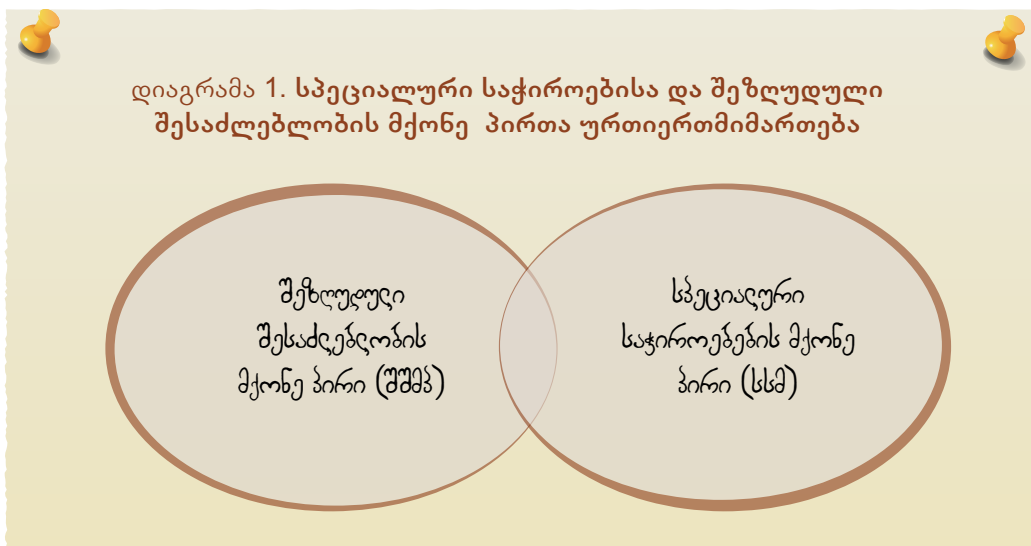 დიაგრამა 1. სპეციალური საჭიროებისა და შეზღუდული
შესაძლებლობის მქონე პირთა ურთიერთმიმართება
შეზღუდული
შესაძლებლობის
მქონე პირი (შშმპ)
სპეციალური
საჭიროებების მქონე
პირი (სსმ)